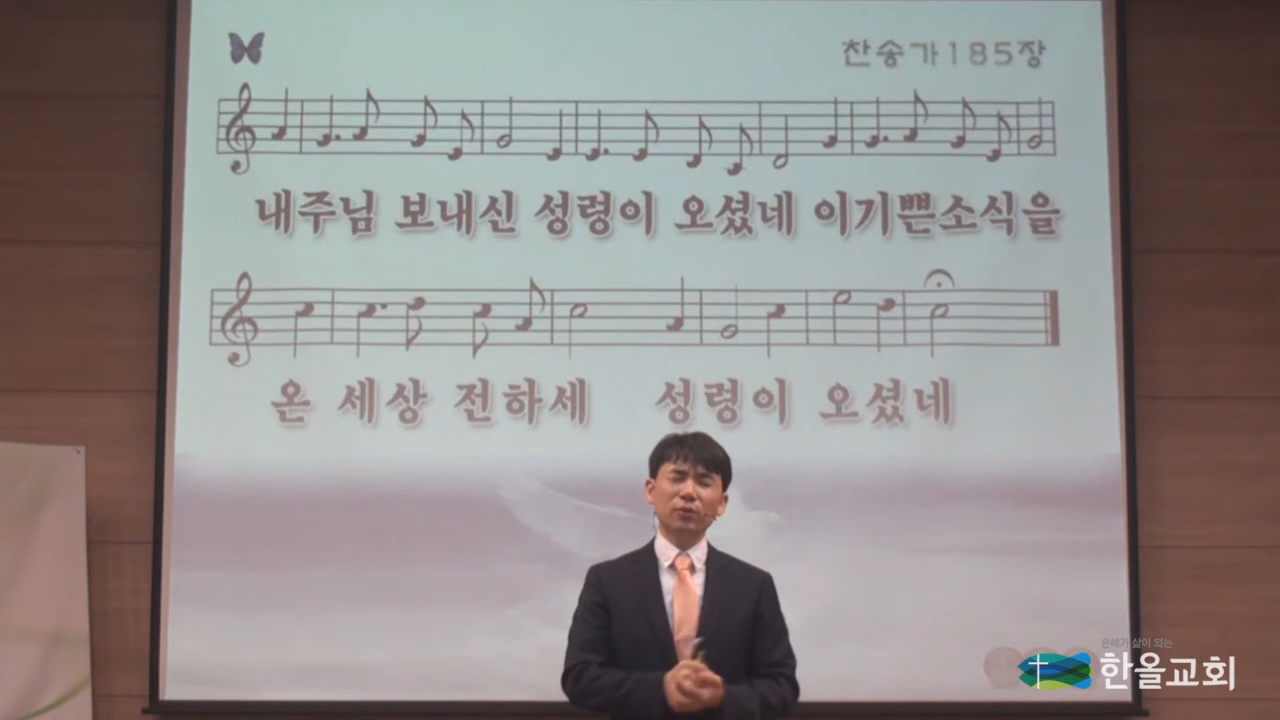 찬송가185장
내주님 보내신 성령이 오셨네 이기쁜소식을
온 세상 전하세 성령이 오셨네
은혜가 삶이 되는
한울교회